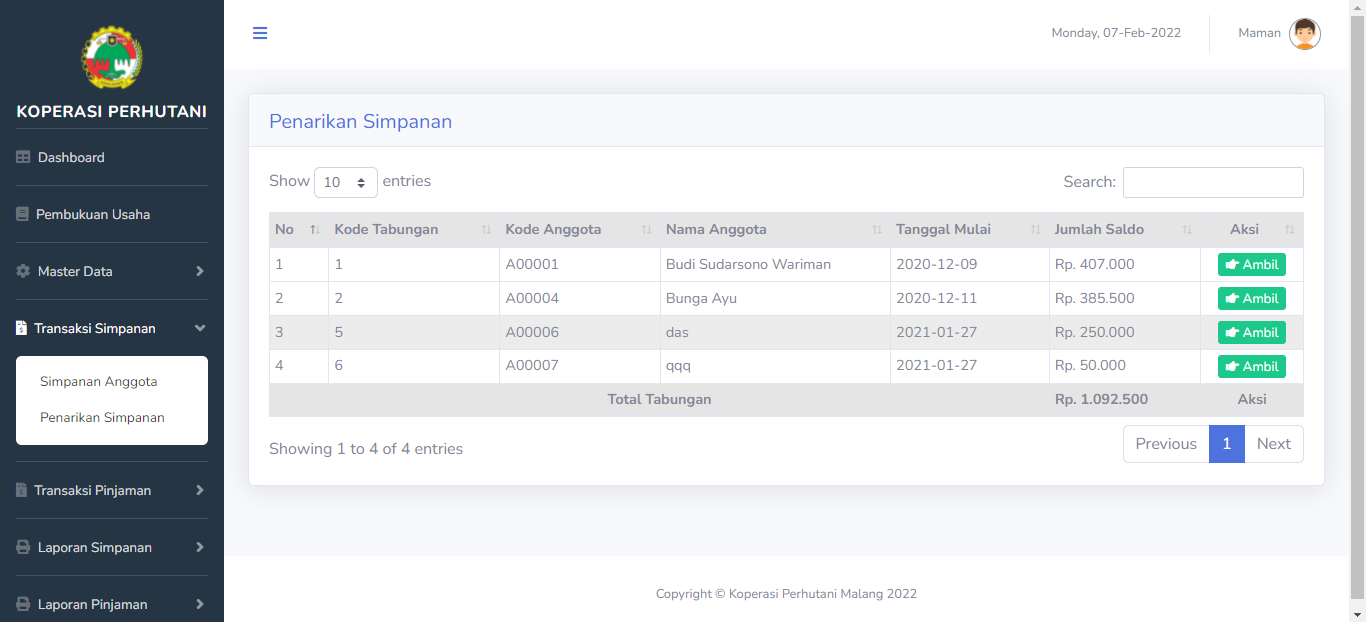 KOPERASI PERHUTANI
Dashboard
Pembukuan Usaha
Master Data
Transaksi Simpanan
Simpanan Anggota
Penarikan Simpanan
Transaksi Pinjaman
Laporan Simpanan
Laporan Pinjaman
Monday, 07-Feb-2022 Maman
Penarikan Simpanan
Show 10 entries Search:
No Kode Tabungan Kode Anggota Nama Anggota Tanggal Mulai Jumlah Saldo Aksi
1 1 A00001 Budi Sudarsono Wariman 2020-12-09 Rp. 407.000 Ambil
2 2 A00004 Bunga Ayu 2020-12-11 Rp. 385.500 Ambil
3 5 A00006 das 2021-01-27 Rp. 250.000 Ambil
4 6 A00007 qqq 2021-01-27 Rp. 50.000 Ambil
Total Tabungan Rp. 1.092.500 Aksi
Showing 1 to 4 of 4 entries Previous 1 Next
Copyright © Koperasi Perhutani Malang 2022